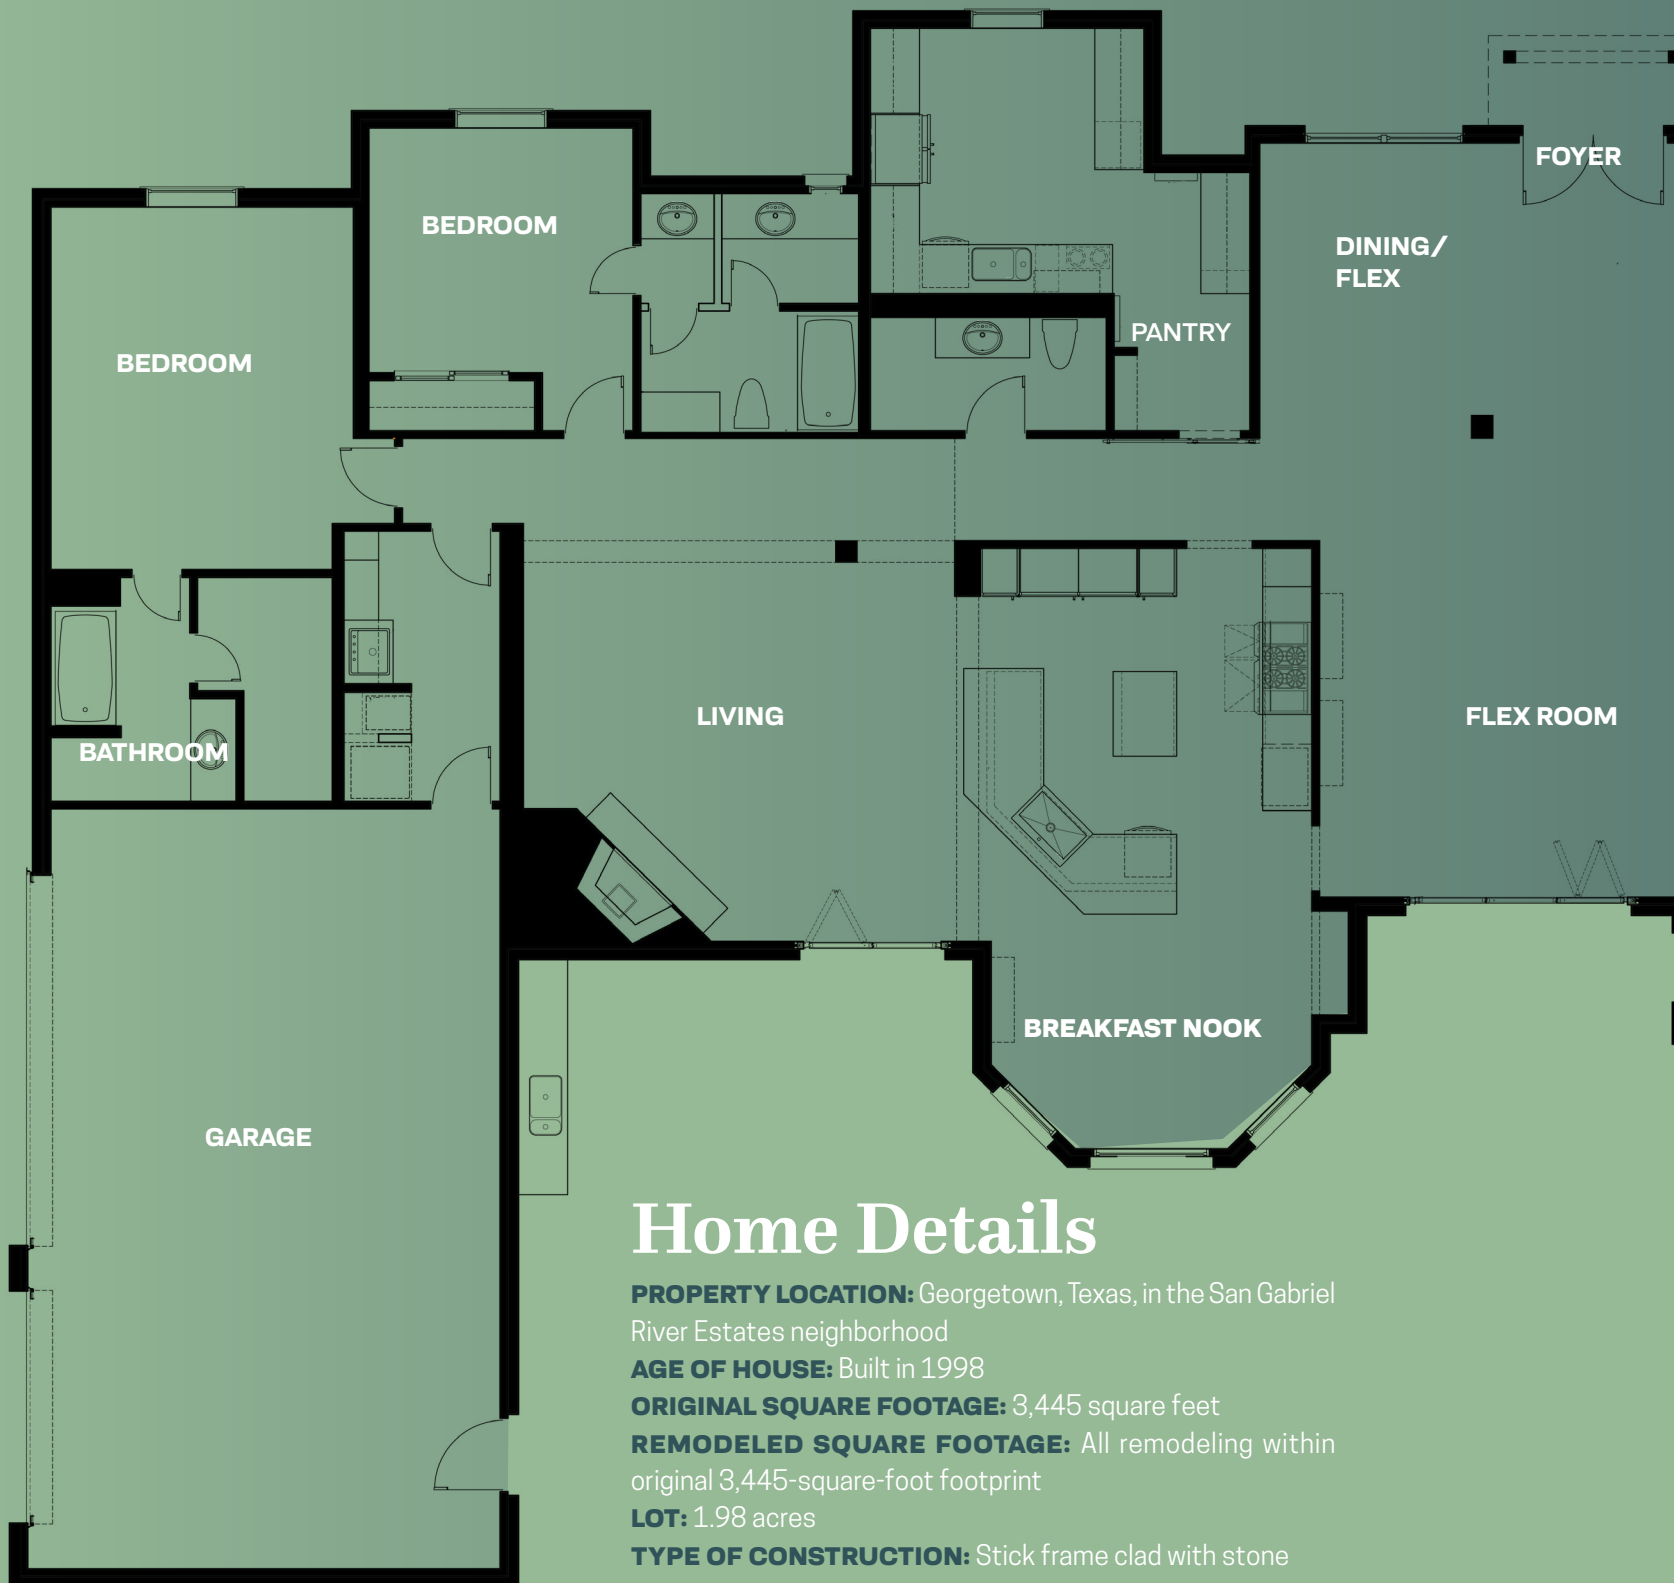 FOYER
BEDROOM
DINING/
FLEX
PANTRY
BEDROOM
LIVING
FLEX ROOM
BATHROOM
BREAKFAST NOOK
GARAGE
Home Details
PROPERTY LOCATION: Georgetown, Texas, in the San Gabriel
River Estates neighborhood
AGE OF HOUSE: Built in 1998
ORIGINAL SQUARE FOOTAGE: 3,445 square feet
REMODELED SQUARE FOOTAGE: All remodeling within
original 3,445-square-foot footprint
LOT: 1.98 acres
TYPE OF CONSTRUCTION: Stick frame clad with stone